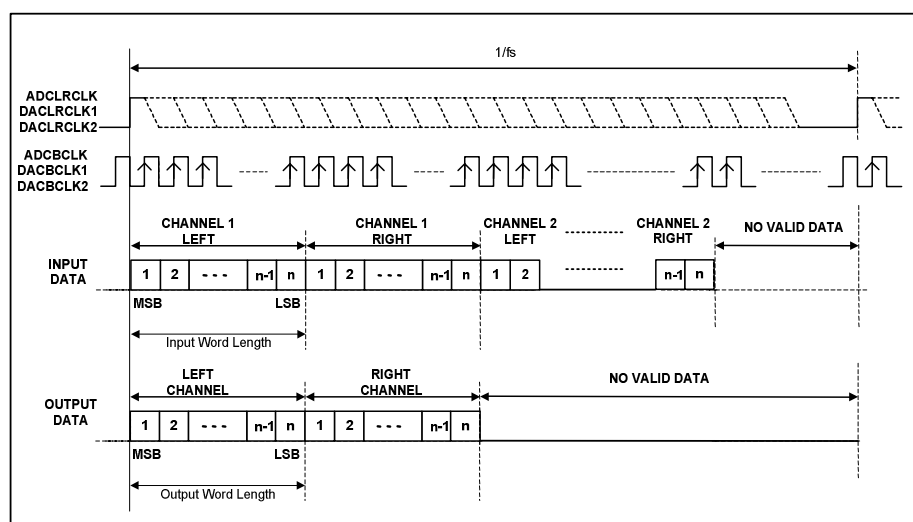 1/fs
ADCLRCLK
DACLRCLK1
DACLRCLK2
ADCBCLK
DACBCLK1
DACBCLK2
CHANNEL 1 LEFT
CHANNEL 1 RIGHT
CHANNEL 2 LEFT
CHANNEL 2 RIGHT
NO VALID DATA
INPUT DATA
1 2 - - - n-1 n 1 2 - - - n-1 n 1 2 n-1 n
MSB LSB
Input Word Length
LEFT CHANNEL
RIGHT CHANNEL
NO VALID DATA
OUTPUT DATA
1 2 - - - n-1 n 1 2 - - - n-1 n
MSB LSB
Output Word Length